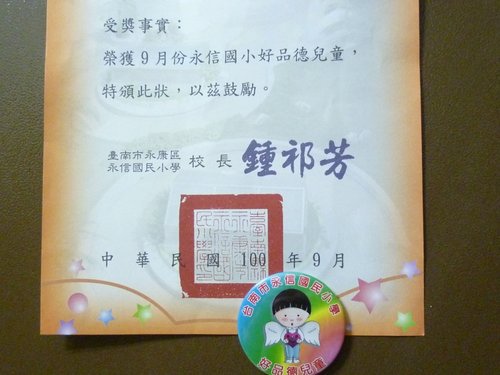 受獎事實：
榮獲9月份永信國小好品德兒童，
特頒此狀，以茲鼓勵。
臺南市永康區
永信國民小學
校長 鍾祁芳
中華民國100年9月
台南市永信國民小學
好品德兒童